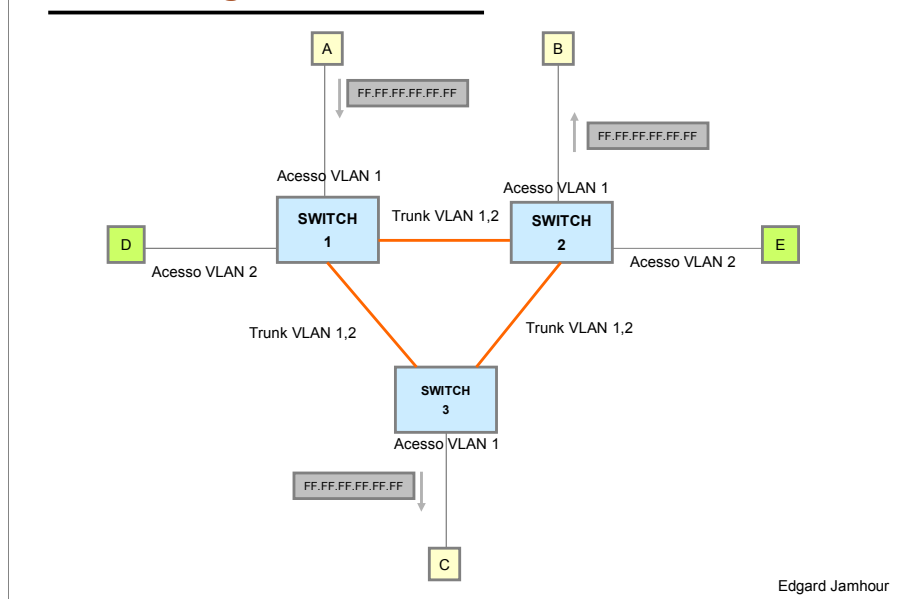 A
B
FF.FF.FF.FF.FF.FF
FF.FF.FF.FF.FF.FF
Acesso VLAN 1
Acesso VLAN 1
SWITCH
1
Trunk VLAN 1,2
SWITCH
2
D
E
Acesso VLAN 2
Acesso VLAN 2
Trunk VLAN 1,2
Trunk VLAN 1,2
SWITCH
3
Acesso VLAN 1
FF.FF.FF.FF.FF.FF
C
Edgard Jamhour